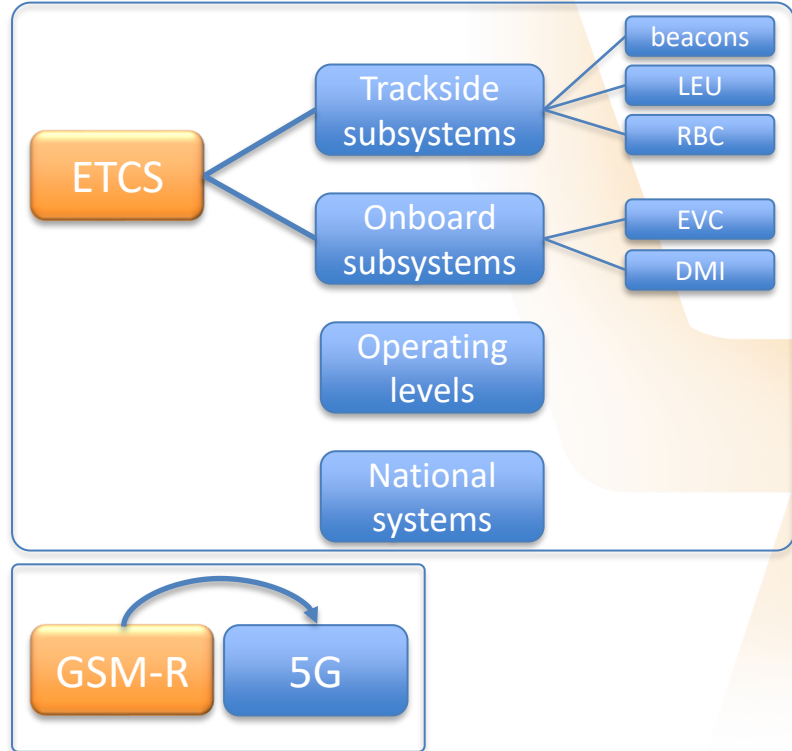 ETCS
Trackside
subsystems
beacons
LEU
RBC
Onboard
subsystems
EVC
DMI
Operating
levels
National
systems
GSM-R
5G